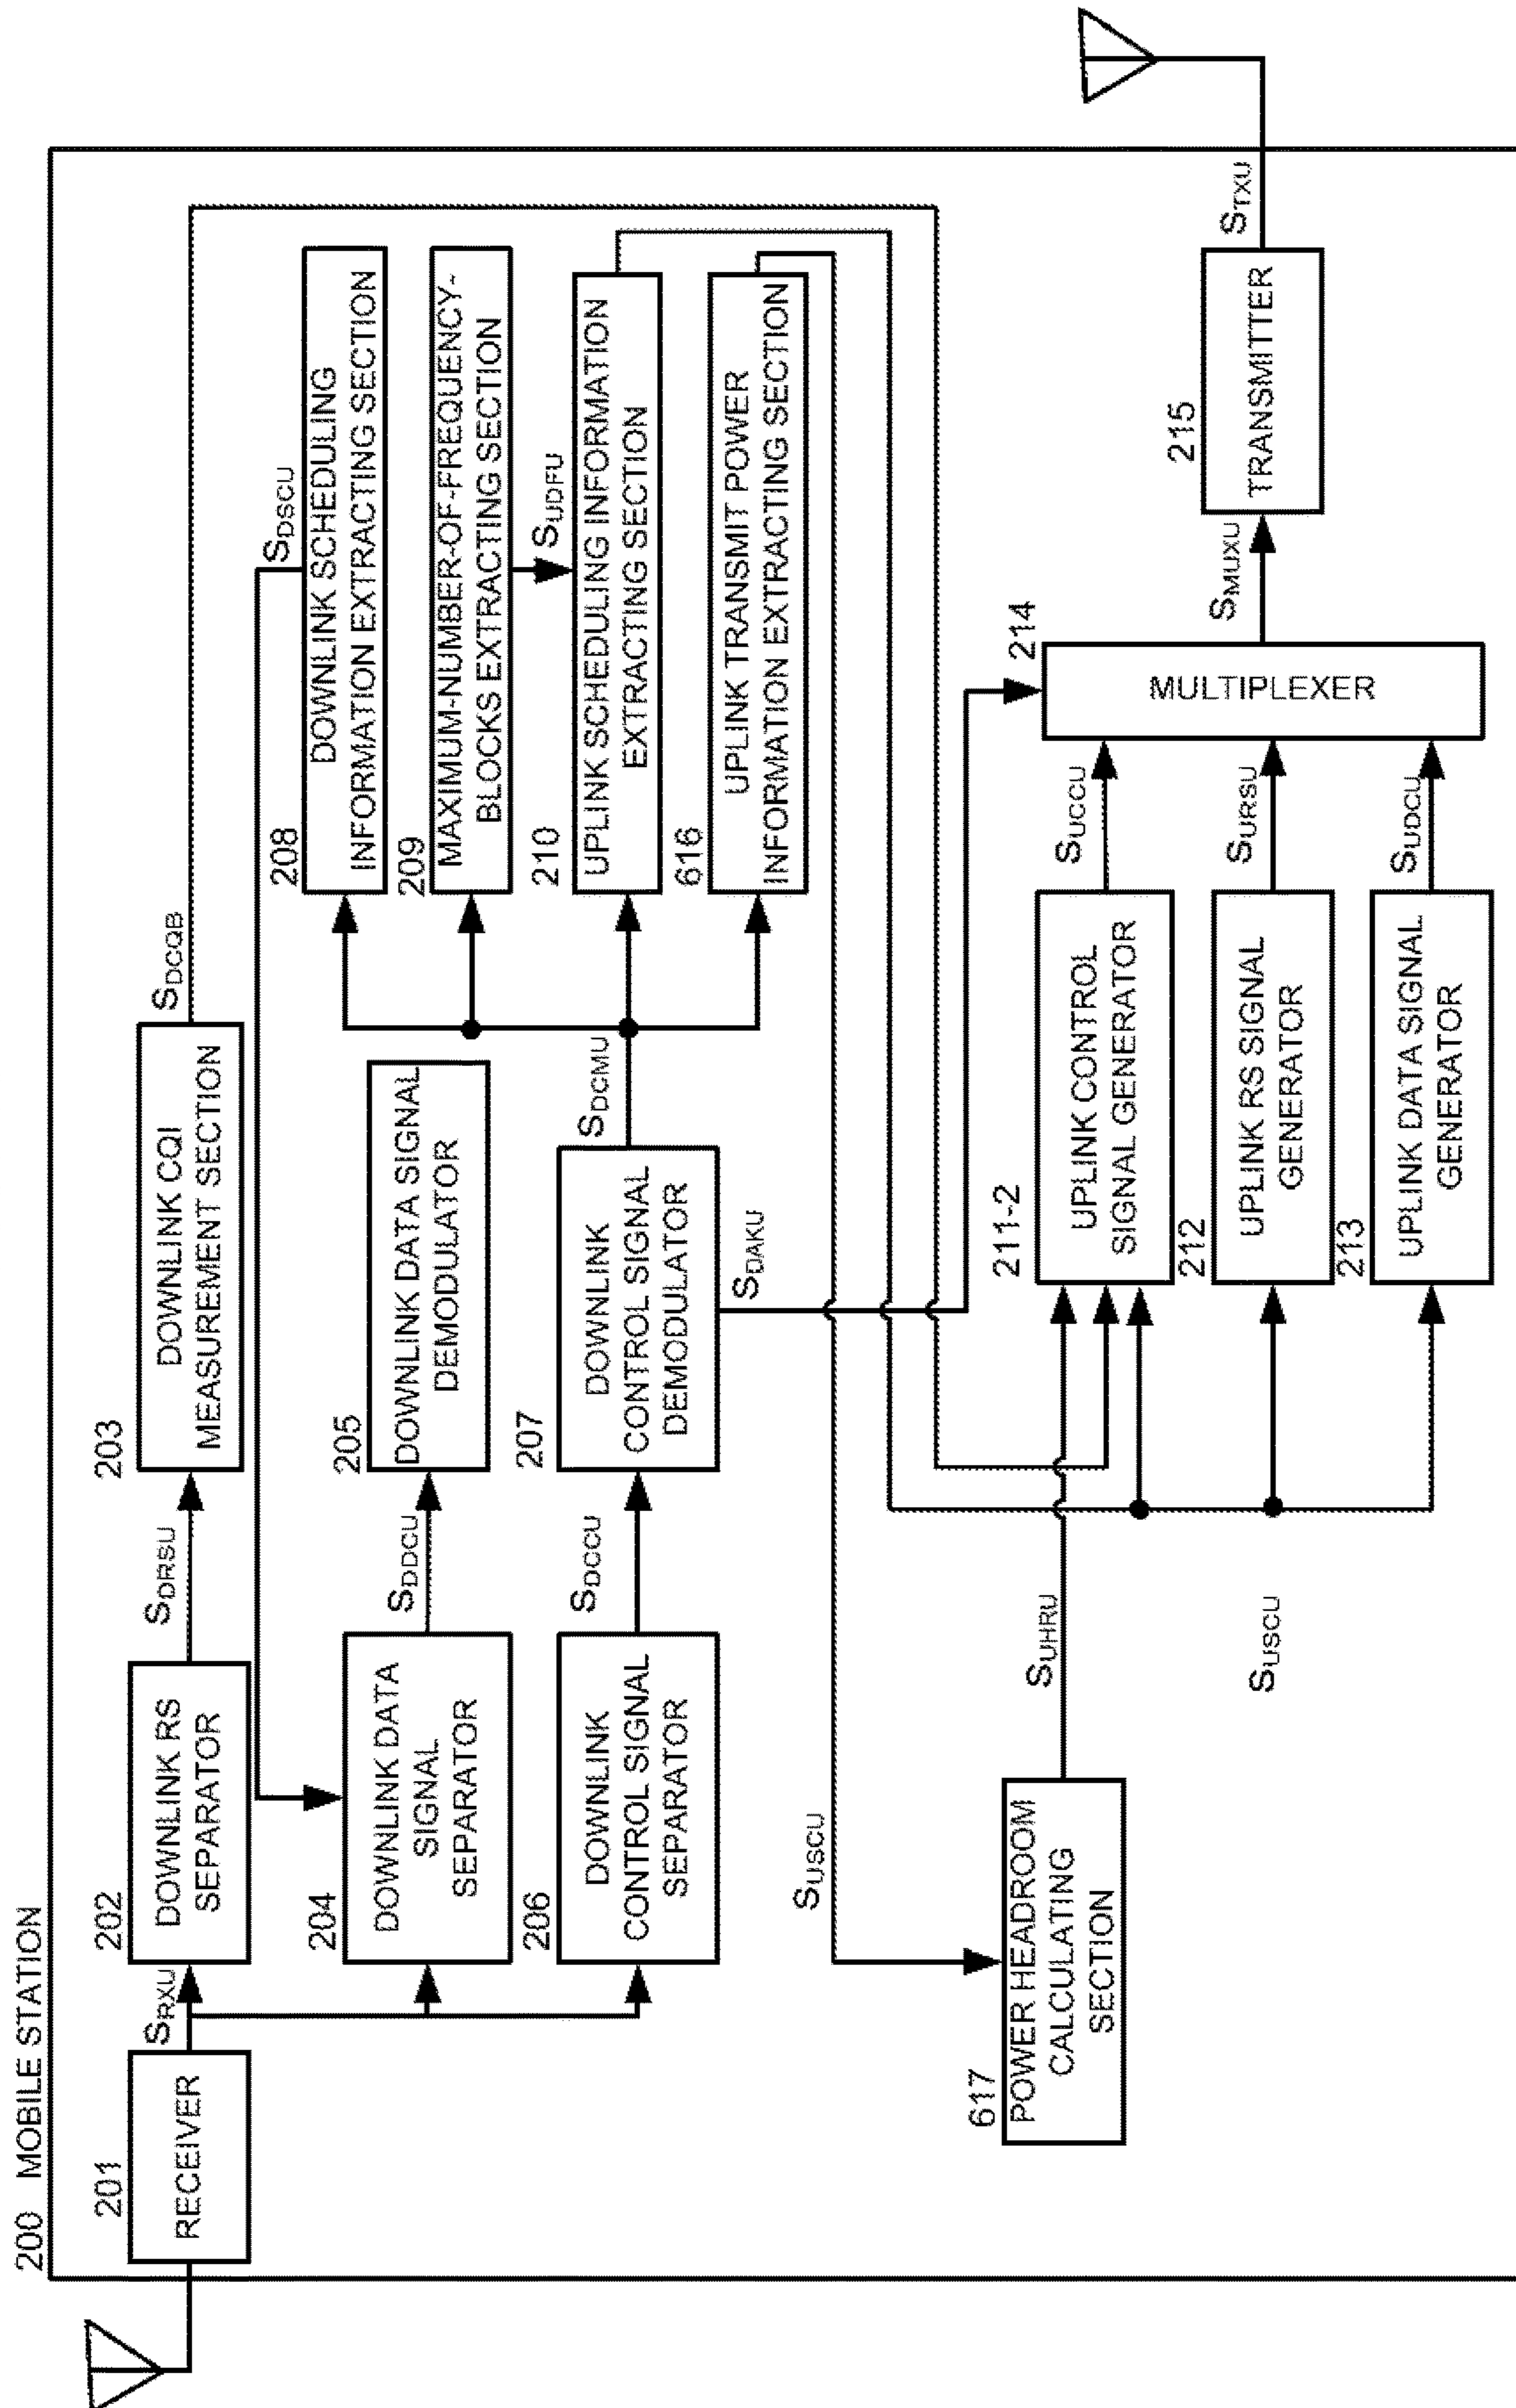 200 MOBILE STATION
201
RECEIVER
SRXU
202
DOWNLINK RS
SEPARATOR
SDRSU
203
DOWNLINK CQI
MEASUREMENT SECTION
SDCQB
204
DOWNLINK DATA
SIGNAL
SEPARATOR
SDDCU
205
DOWNLINK DATA SIGNAL
DEMODULATOR
206
DOWNLINK
CONTROL SIGNAL
SEPARATOR
SDCCU
207
DOWNLINK
CONTROL SIGNAL
DEMODULATOR
SDCMU
SDAKU
208
DOWNLINK SCHEDULING
INFORMATION EXTRACTING SECTION
SDSCU
209
MAXIMUM-NUMBER-OF-FREQUENCY-
BLOCKS EXTRACTING SECTION
SUDFU
210
UPLINK SCHEDULING INFORMATION
EXTRACTING SECTION
616
UPLINK TRANSMIT POWER
INFORMATION EXTRACTING SECTION
SUSCU
617
POWER HEADROOM
CALCULATING
SECTION
SUHRU
SUSCU
211-2
UPLINK CONTROL
SIGNAL GENERATOR
SUCCU
212
UPLINK RS SIGNAL
GENERATOR
SURSU
213
UPLINK DATA SIGNAL
GENERATOR
SUDCU
214
MULTIPLEXER
SMUXU
215
TRANSMITTER
STXU